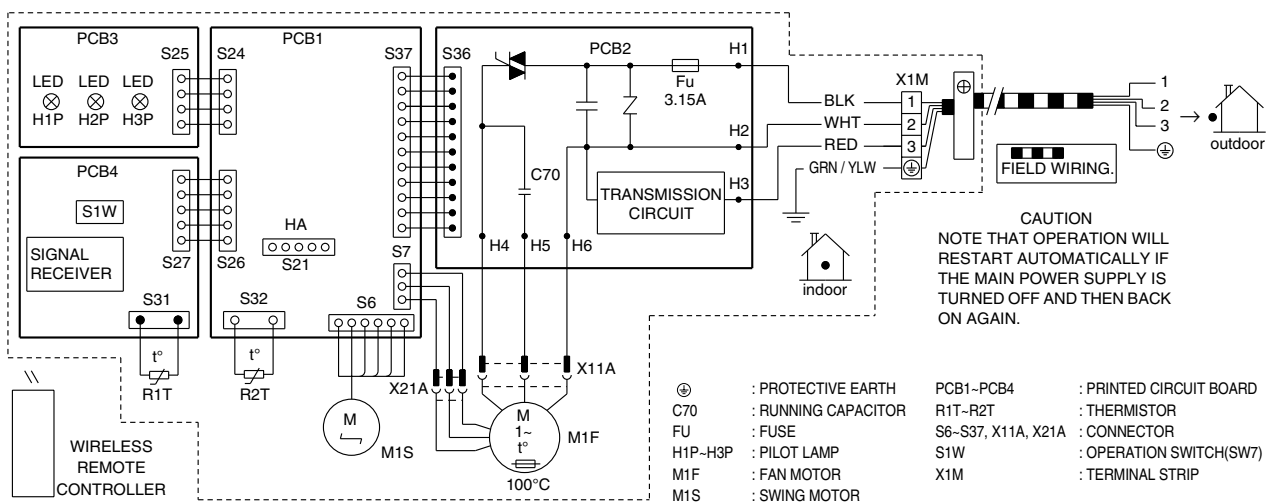 PCB3
S25
S24
PCB1
S37
S36
PCB2
H1
LED LED LED
H1P H2P H3P
Fu
3.15A
X1M
BLK
WHT
RED
GRN / YLW
1
2
3
H2
H3
1
2
3
outdoor
FIELD WIRING.
PCB4
S1W
SIGNAL
RECEIVER
S27
S26
HA
S21
S7
C70
TRANSMISSION
CIRCUIT
H4
H5
H6
indoor
CAUTION
NOTE THAT OPERATION WILL
RESTART AUTOMATICALLY IF
THE MAIN POWER SUPPLY IS
TURNED OFF AND THEN BACK
ON AGAIN.
S31
S32
S6
t°
R1T
t°
R2T
X21A
X11A
M
M1S
M
1~
t°
M1F
100°C
WIRELESS
REMOTE
CONTROLLER
: PROTECTIVE EARTH
C70 : RUNNING CAPACITOR
FU : FUSE
H1P~H3P : PILOT LAMP
M1F : FAN MOTOR
M1S : SWING MOTOR
PCB1~PCB4 : PRINTED CIRCUIT BOARD
R1T~R2T : THERMISTOR
S6~S37, X11A, X21A : CONNECTOR
S1W : OPERATION SWITCH(SW7)
X1M : TERMINAL STRIP